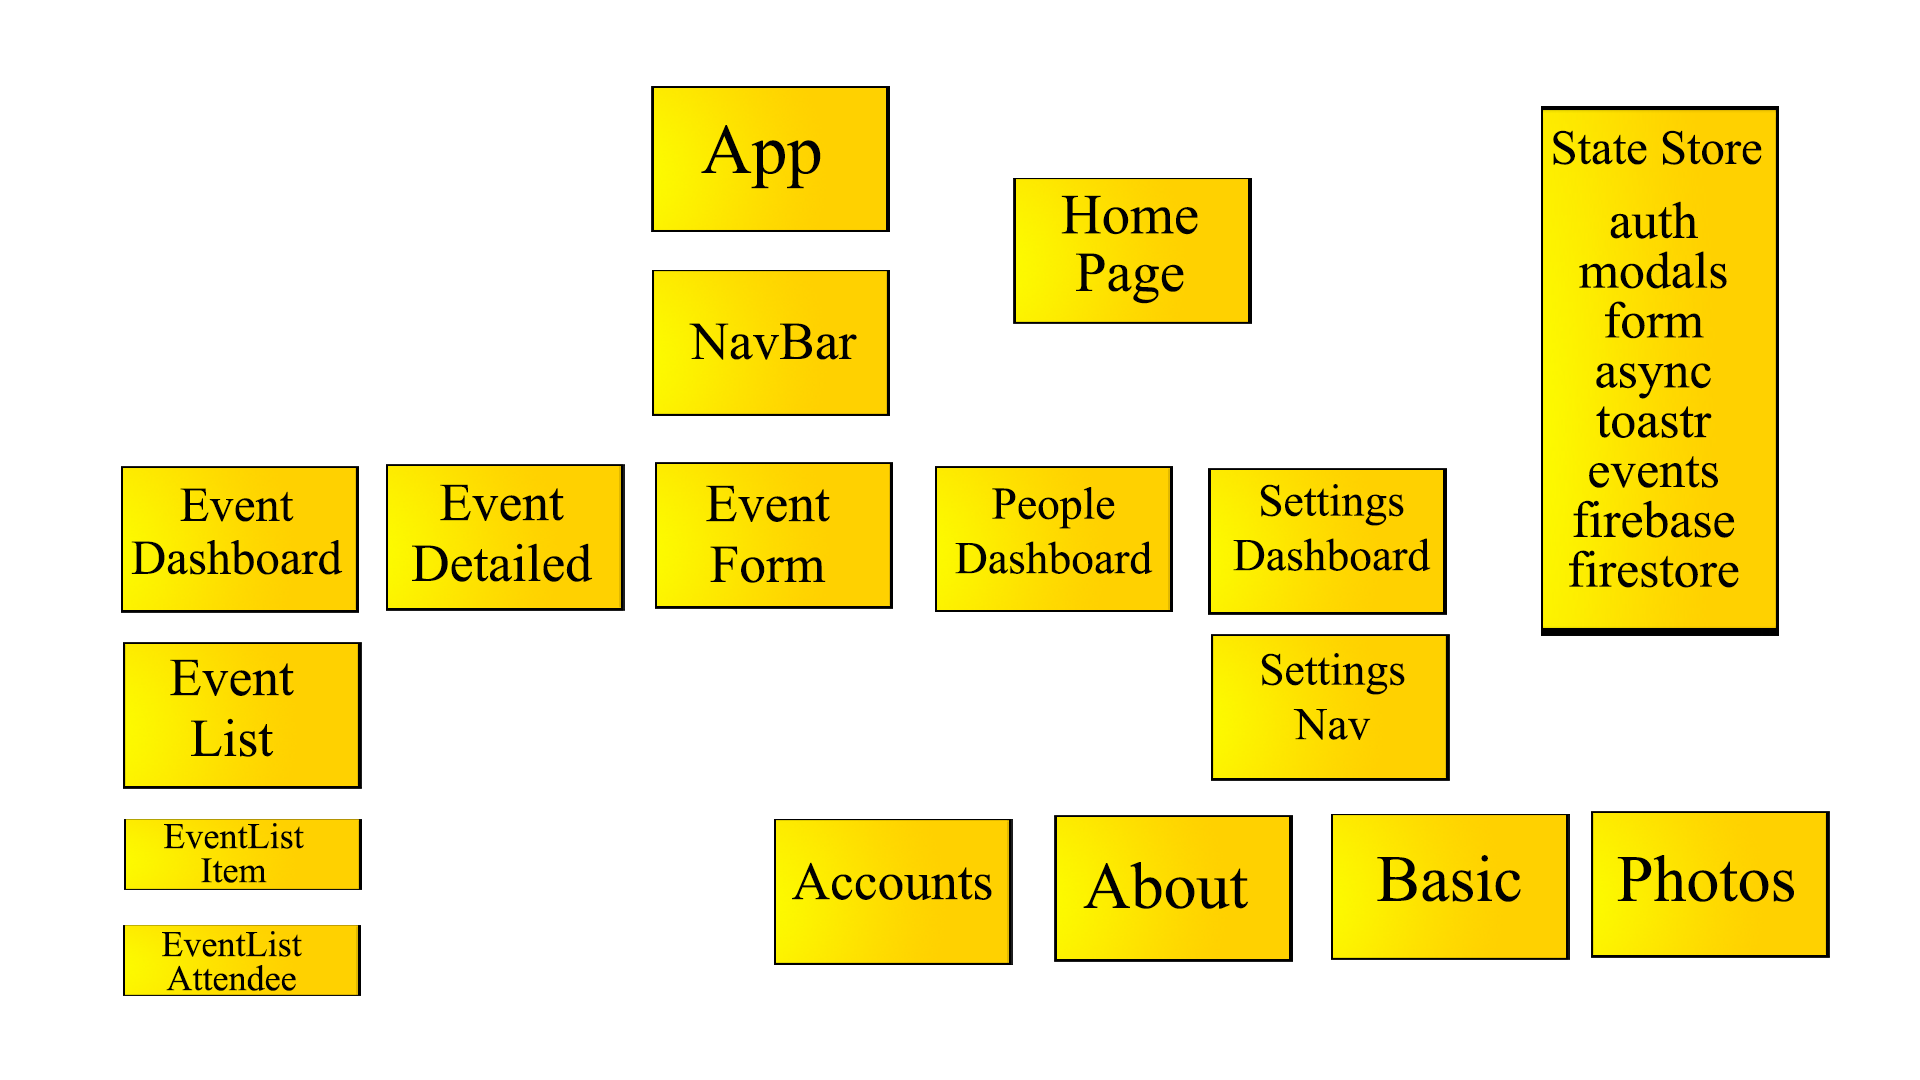 App
Home
Page
NavBar
State Store
auth
modals
form
async
toastr
events
firebase
firestore
Event
Dashboard
Event
Detailed
Event
Form
People
Dashboard
Settings
Dashboard
Event
List
Settings
Nav
EventList
Item
EventList
Attendee
Accounts
About
Basic
Photos